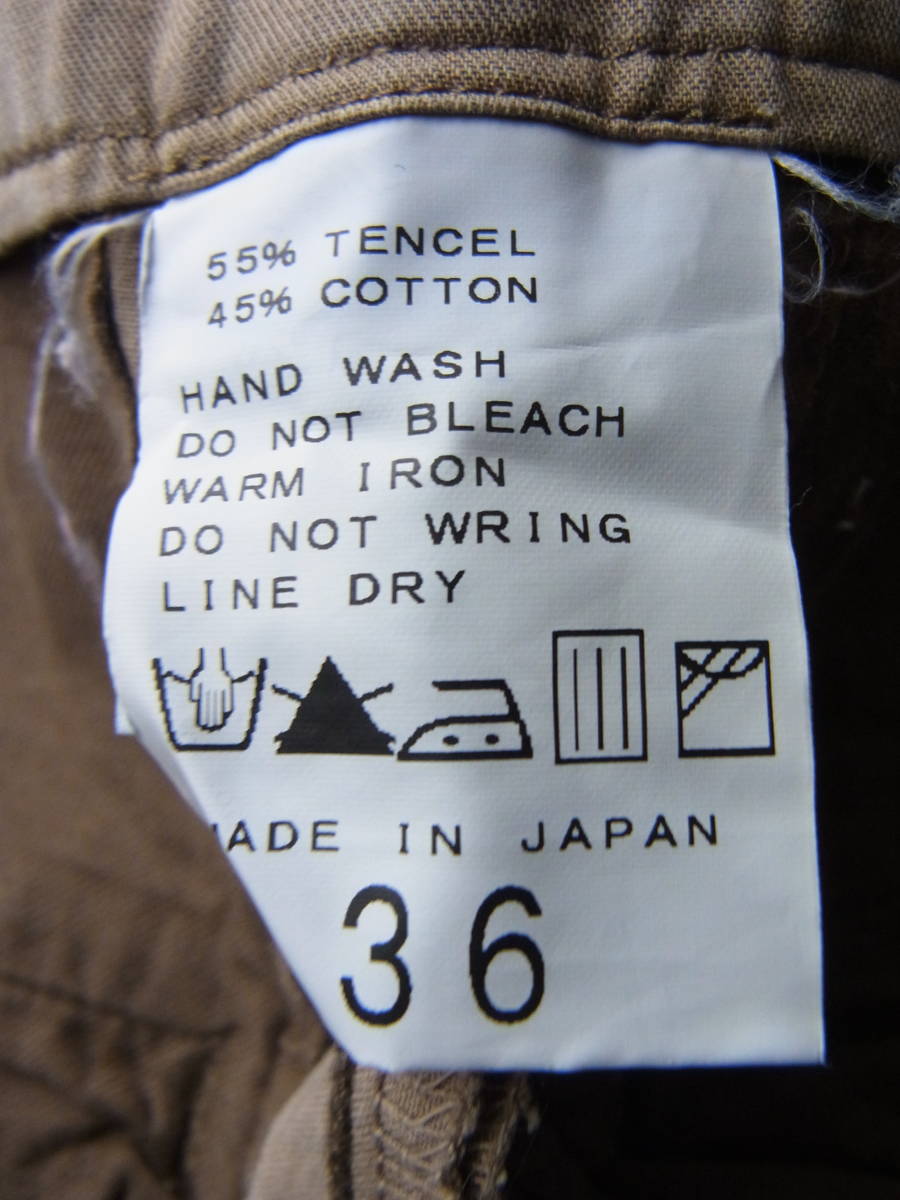 55% TENCEL
45% COTTON
HAND WASH
DO NOT BLEACH
WARM IRON
DO NOT WRING
LINE DRY
MADE IN JAPAN
36